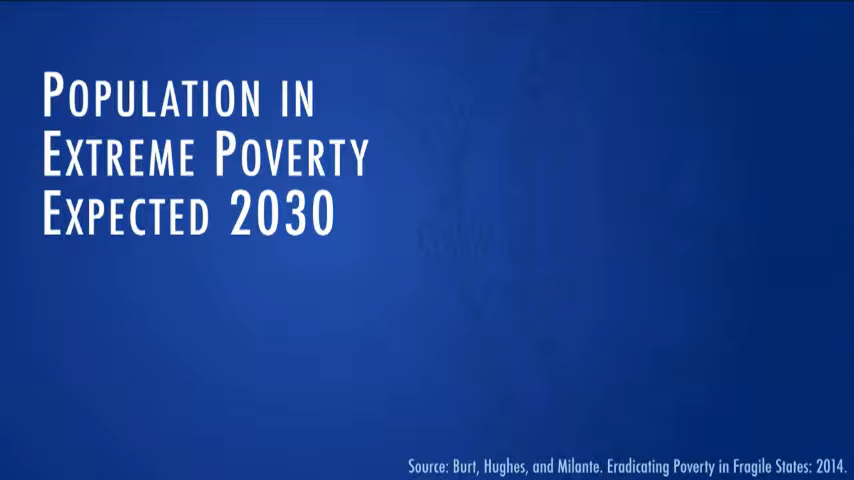 Population in
Extreme Poverty
Expected 2030
Source: Burt, Hughes, and Milante. Eradicating Poverty in Fragile States: 2014.